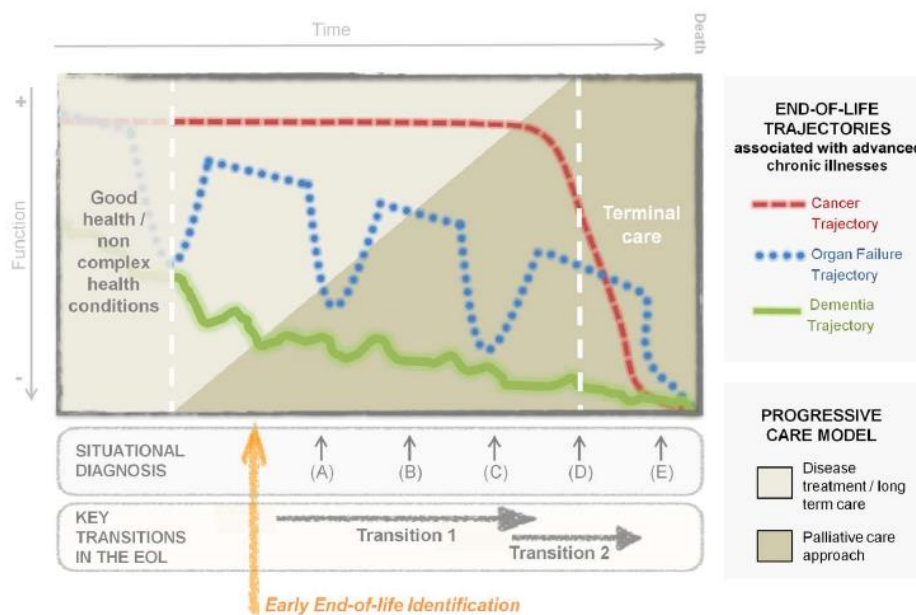 Time
Death
+
Function
-
Good
health /
non
complex
health
conditions
Terminal
care
END-OF-LIFE
TRAJECTORIES
associated with advanced
chronic illnesses
Cancer
Trajectory
Organ Failure
Trajectory
Dementia
Trajectory
SITUATIONAL
DIAGNOSIS
(A)
(B)
(C)
(D)
(E)
KEY
TRANSITIONS
IN THE EOL
Transition 1
Transition 2
Early End-of-life Identification
PROGRESSIVE
CARE MODEL
Disease
treatment / long
term care
Palliative care
approach